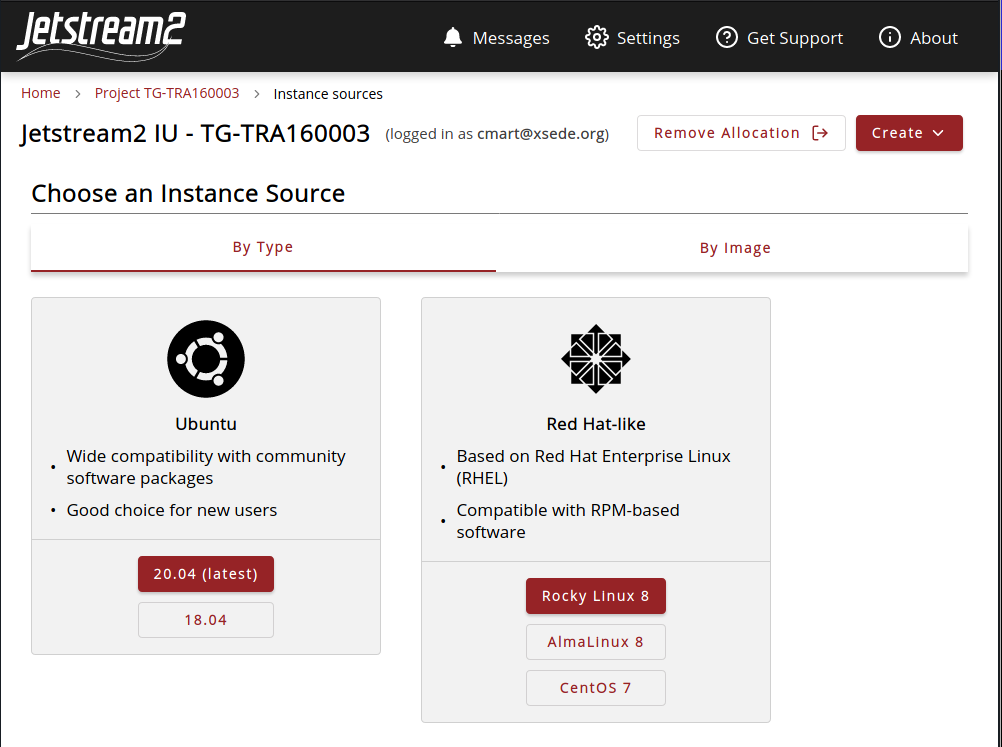 Jetstream2
Messages Settings Get Support About
Home > Project TG-TRA160003 > Instance sources
Jetstream2 IU - TG-TRA160003 (logged in as cmart@xsede.org) Remove Allocation Create
Choose an Instance Source
By Type By Image
Ubuntu
• Wide compatibility with community
software packages
• Good choice for new users
20.04 (latest)
18.04
Red Hat-like
• Based on Red Hat Enterprise Linux
(RHEL)
• Compatible with RPM-based
software
Rocky Linux 8
AlmaLinux 8
CentOS 7